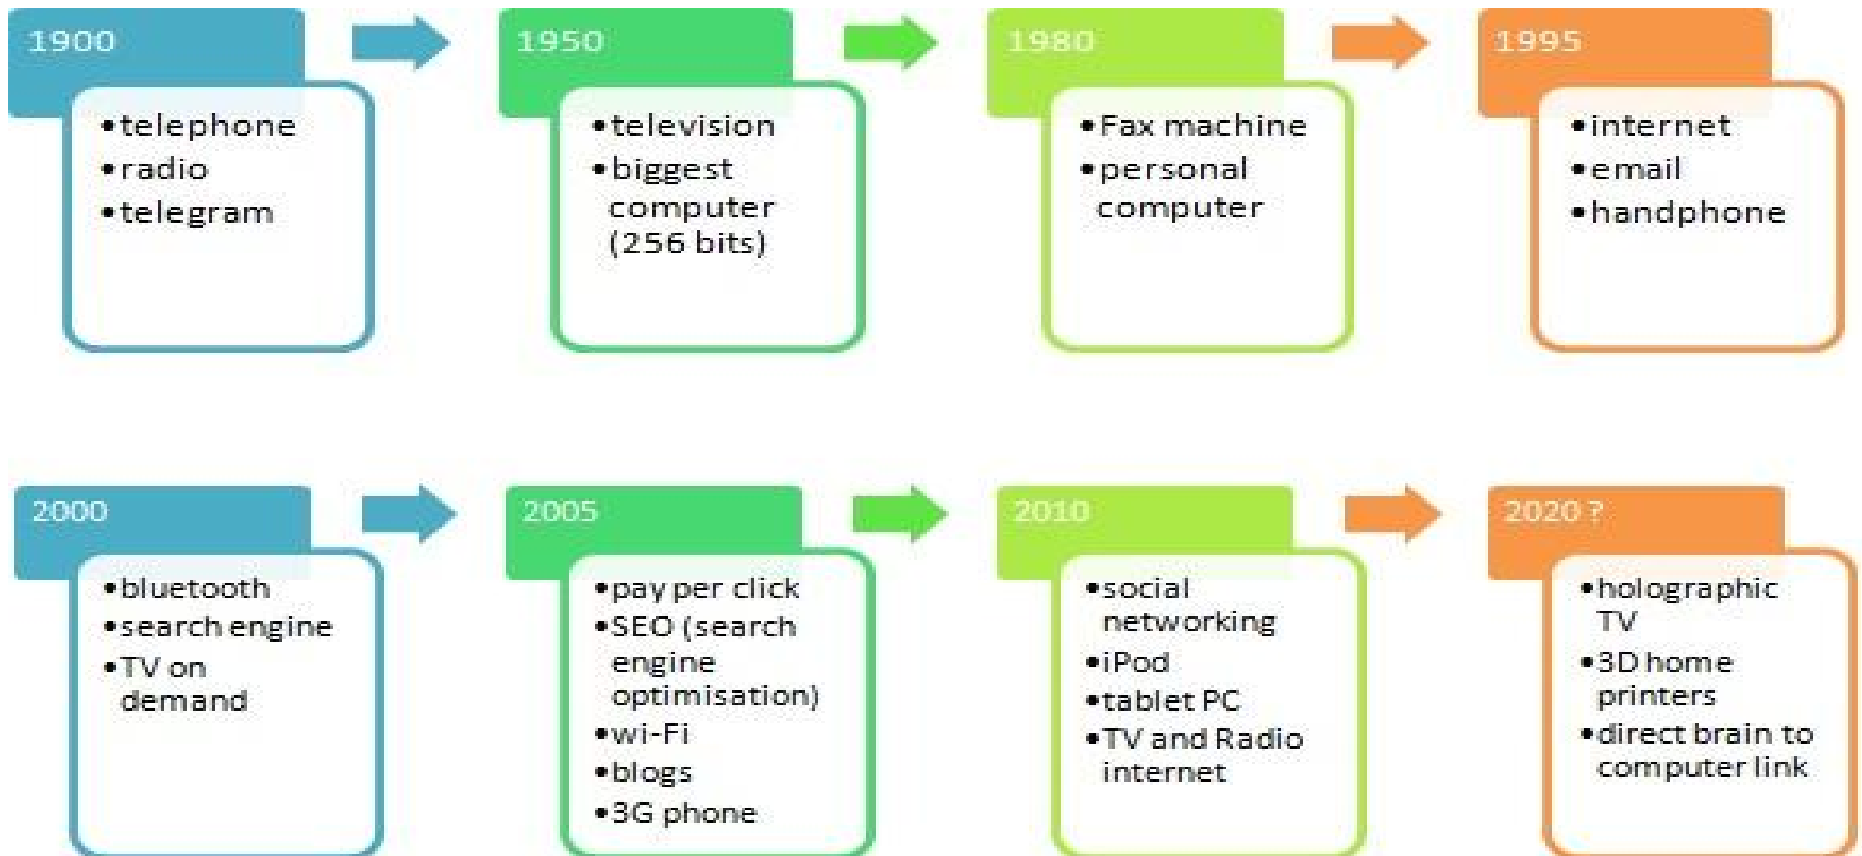 1900
•telephone
•radio
•telegram
1950
•television
•biggest
computer
(256 bits)
1980
•Fax machine
•personal
computer
1995
•internet
•email
•handphone
2000
•bluetooth
•search engine
•TV on
demand
2005
•pay per click
•SEO (search
engine
optimisation)
•wi-Fi
•blogs
•3G phone
2010
•social
networking
•iPod
•tablet PC
•TV and Radio
internet
2020 ?
•holographic
TV
•3D home
printers
•direct brain to
computer link